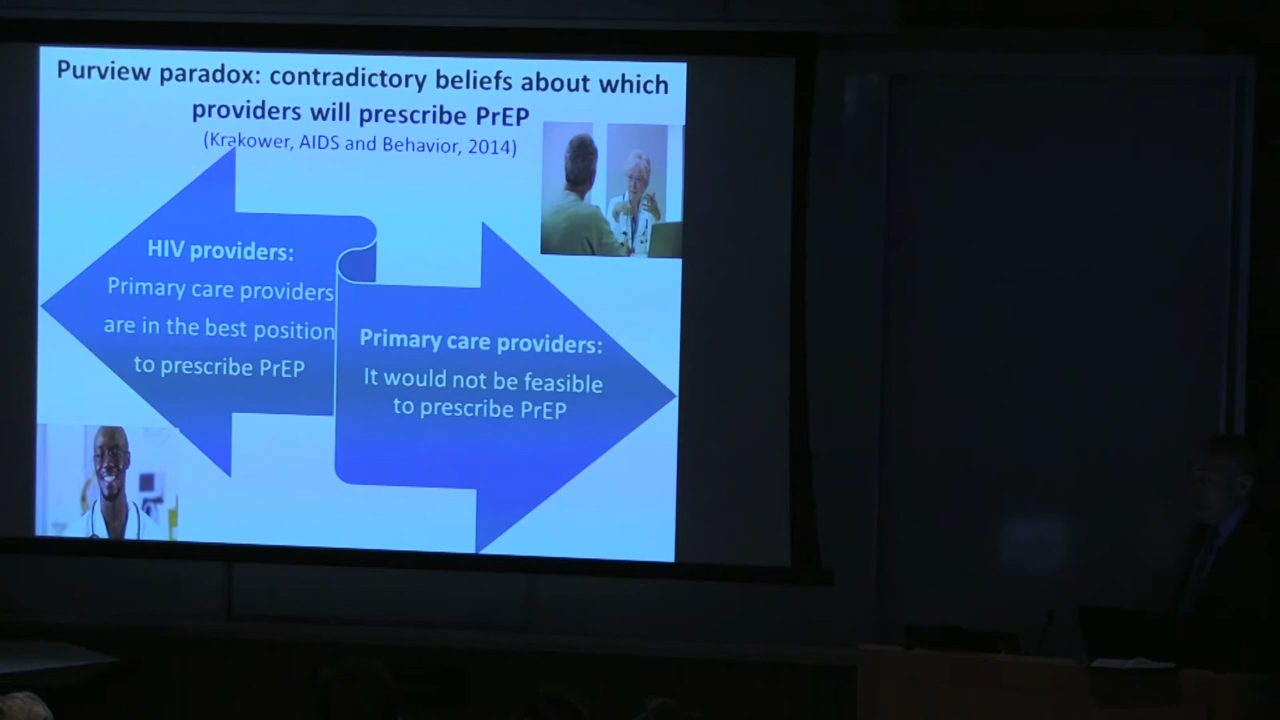 Purview paradox: contradictory beliefs about which
providers will prescribe PrEP
(Krakower, AIDS and Behavior, 2014)
HIV providers:
Primary care providers
are in the best position
to prescribe PrEP
Primary care providers:
It would not be feasible
to prescribe PrEP